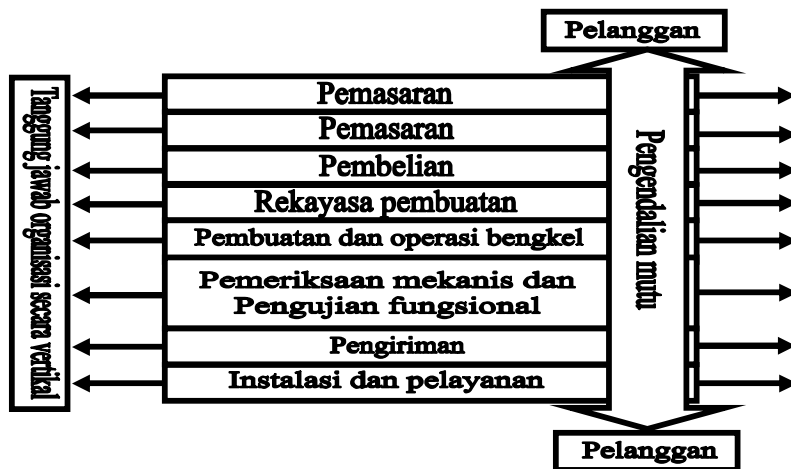 Pelanggan
Tanggung jawab organisasi secara vertikal
Pemasaran
Pemasaran
Pembelian
Rekayasa pembuatan
Pembuatan dan operasi bengkel
Pemeriksaan mekanis dan
Pengujian fungsional
Pengiriman
Instalasi dan pelayanan
Pengendalian mutu
Pelanggan